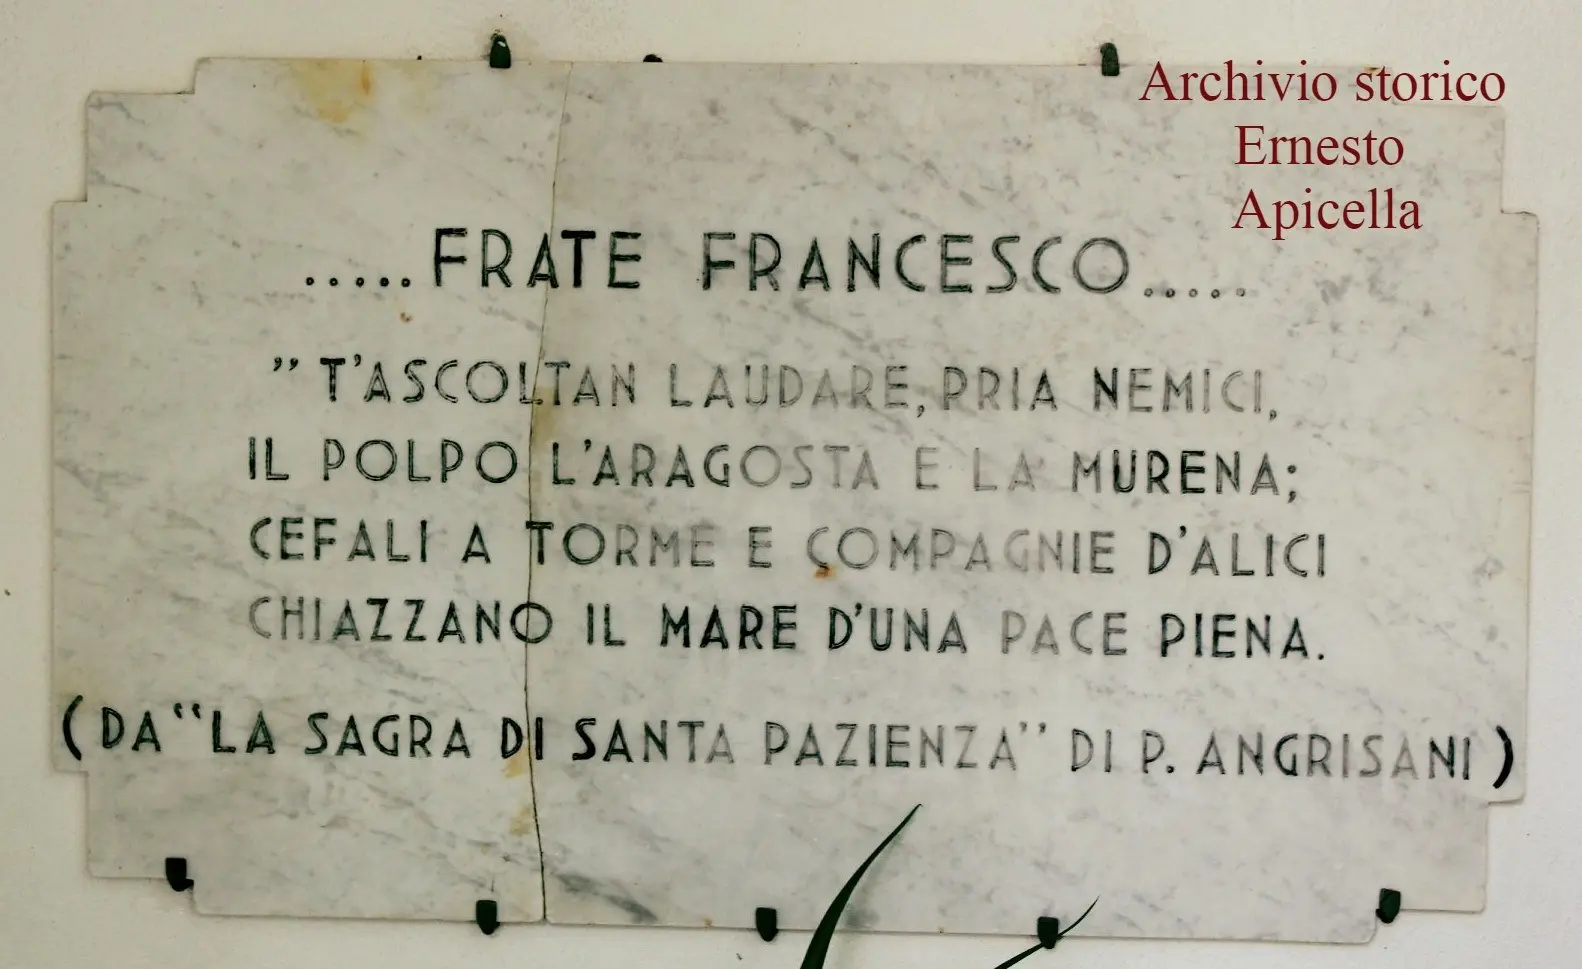 Archivio storico
Ernesto
Apicella
.....FRATE FRANCESCO.....
"T'ASCOLTAN LAUDARE, PRIA NEMICI,
IL POLPO L'ARAGOSTA E LA MURENA;
CEFALI A TORME E COMPAGNIE D'ALICI
CHIAZZANO IL MARE D'UNA PACE PIENA.
(DA "LA SAGRA DI SANTA PAZIENZA" DI P. ANGRISANI)